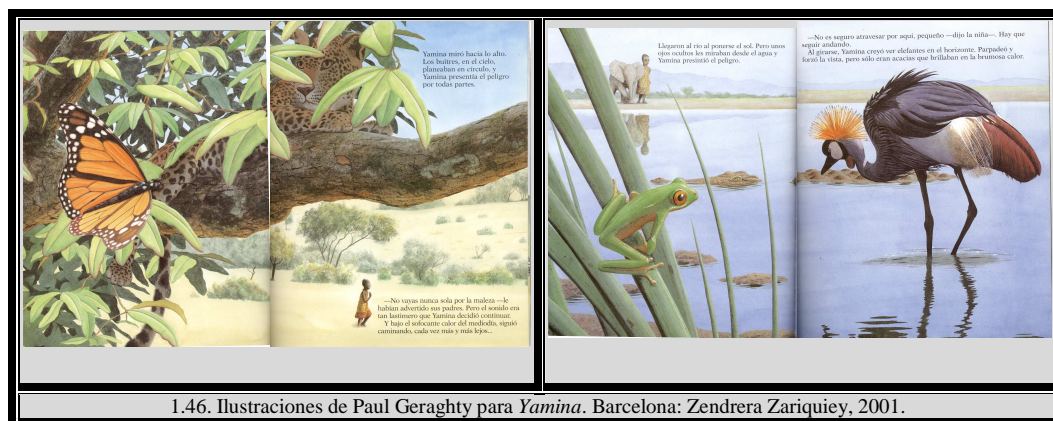 Yamina miró hacia lo alto.
Los buitres, en el cielo,
planeaban en círculo, y
Yamina presentía el peligro
por todas partes.
—No vayas nunca sola por la maleza —le
habían advertido sus padres. Pero el sonido era
tan lastimero que Yamina decidió continuar.
Y bajo el sofocante calor del mediodía, siguió
caminando, cada vez más y más lejos...
Llegaron al río al ponerse el sol. Pero unos
ojos ocultos les miraban desde el agua y
Yamina presintió el peligro.
—No es seguro atravesar por aquí, pequeño —dijo la niña—. Hay que
seguir andando.
Al girarse, Yamina creyó ver elefantes en el horizonte. Parpadeó y
forzó la vista, pero sólo eran acacias que brillaban en la brumosa calor.
1.46. Ilustraciones de Paul Geraghty para Yamina. Barcelona: Zendrera Zariquiey, 2001.